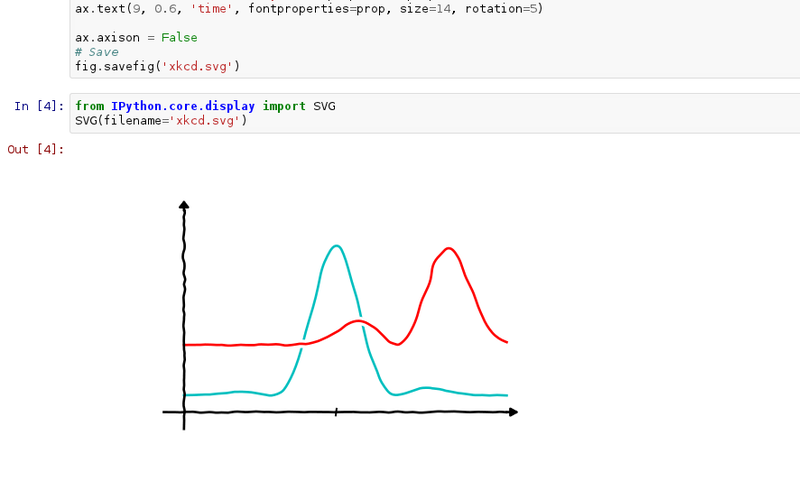 ax.text(9, 0.6, 'time', fontproperties=prop, size=14, rotation=5)
ax.axison = False
# Save
fig.savefig('xkcd.svg')
In [4]: from IPython.core.display import SVG
SVG(filename='xkcd.svg')
Out [4]: